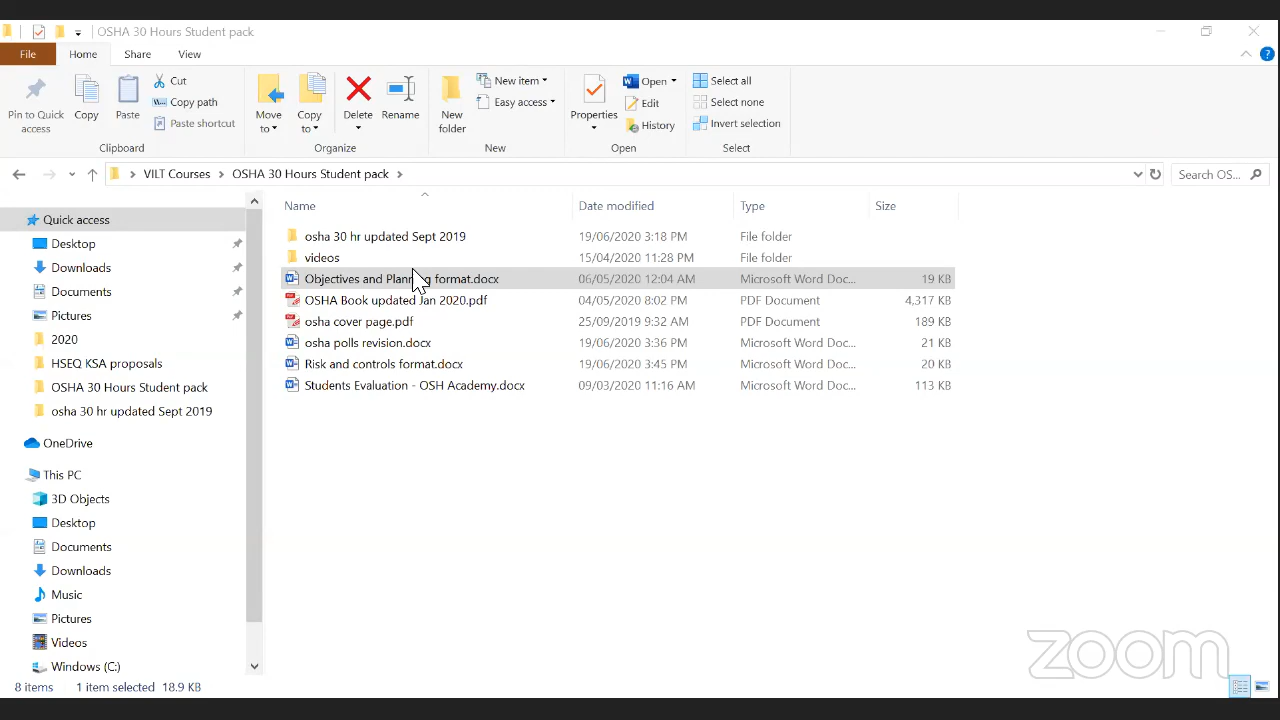 OSHA 30 Hours Student pack
File Home Share View
Pin to Quick access
Copy
Paste
Cut
Copy path
Paste shortcut
Clipboard
Move to
Copy to
Delete
Rename
Organize
New folder
New item
Easy access
New
Properties
Open
Edit
History
Open
Select all
Select none
Invert selection
Select
VILT Courses OSHA 30 Hours Student pack
Search OS...
Name Date modified Type Size
osha 30 hr updated Sept 2019 19/06/2020 3:18 PM File folder
videos 15/04/2020 11:28 PM File folder
Objectives and Planning format.docx 06/05/2020 12:04 AM Microsoft Word Doc... 19 KB
OSHA Book updated Jan 2020.pdf 04/05/2020 8:02 PM PDF Document 4,317 KB
osha cover page.pdf 25/09/2019 9:32 AM PDF Document 189 KB
osha polls revision.docx 19/06/2020 3:36 PM Microsoft Word Doc... 21 KB
Risk and controls format.docx 19/06/2020 3:45 PM Microsoft Word Doc... 20 KB
Students Evaluation - OSH Academy.docx 09/03/2020 11:16 AM Microsoft Word Doc... 113 KB
Quick access
Desktop
Downloads
Documents
Pictures
2020
HSEQ KSA proposals
OSHA 30 Hours Student pack
osha 30 hr updated Sept 2019
OneDrive
This PC
3D Objects
Desktop
Documents
Downloads
Music
Pictures
Videos
Windows (C:)
8 items 1 item selected 18.9 KB
zoom